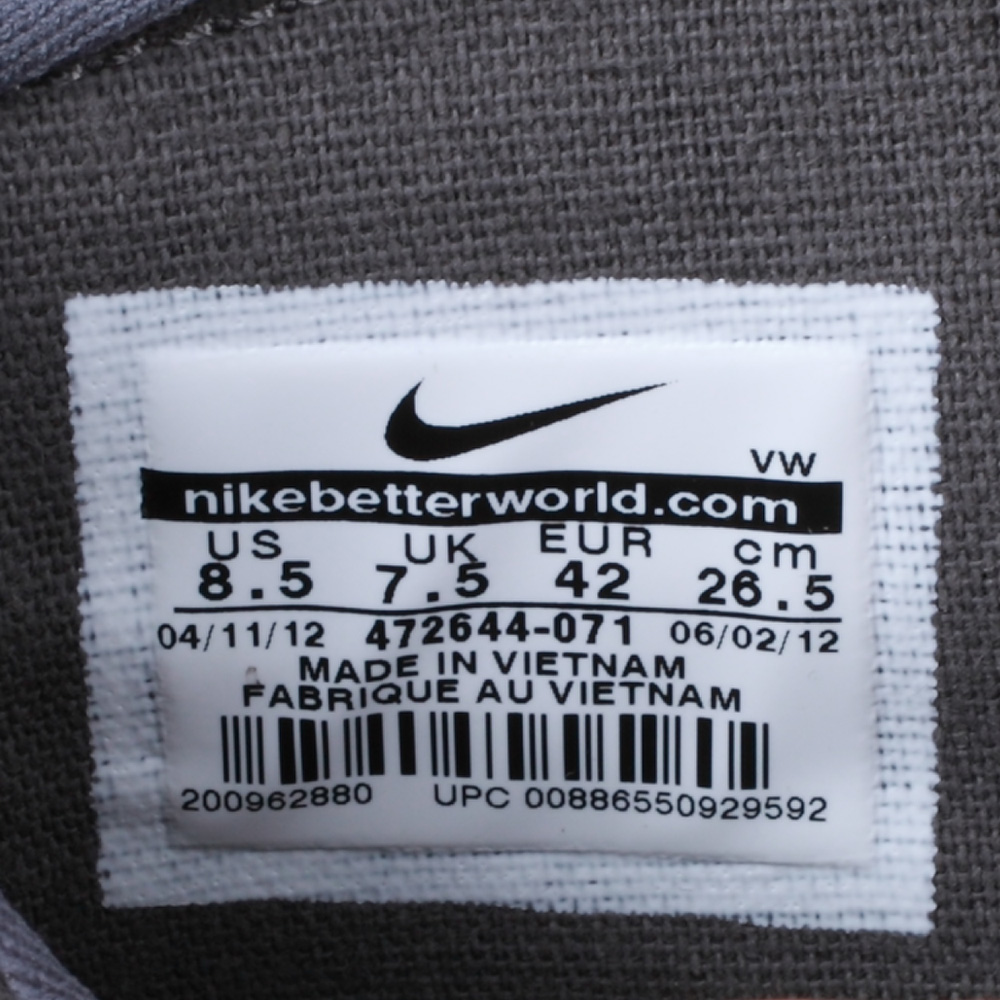 VW
nikebetterworld.com
US UK EUR cm
8.5 7.5 42 26.5
04/11/12 472644-071 06/02/12
MADE IN VIETNAM
FABRIQUE AU VIETNAM
200962880 UPC 00886550929592